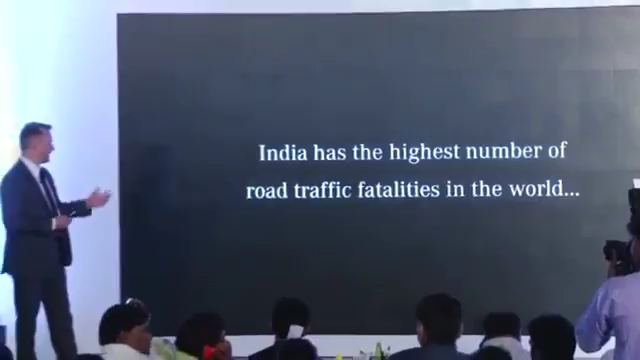 India has the highest number of
road traffic fatalities in the world...